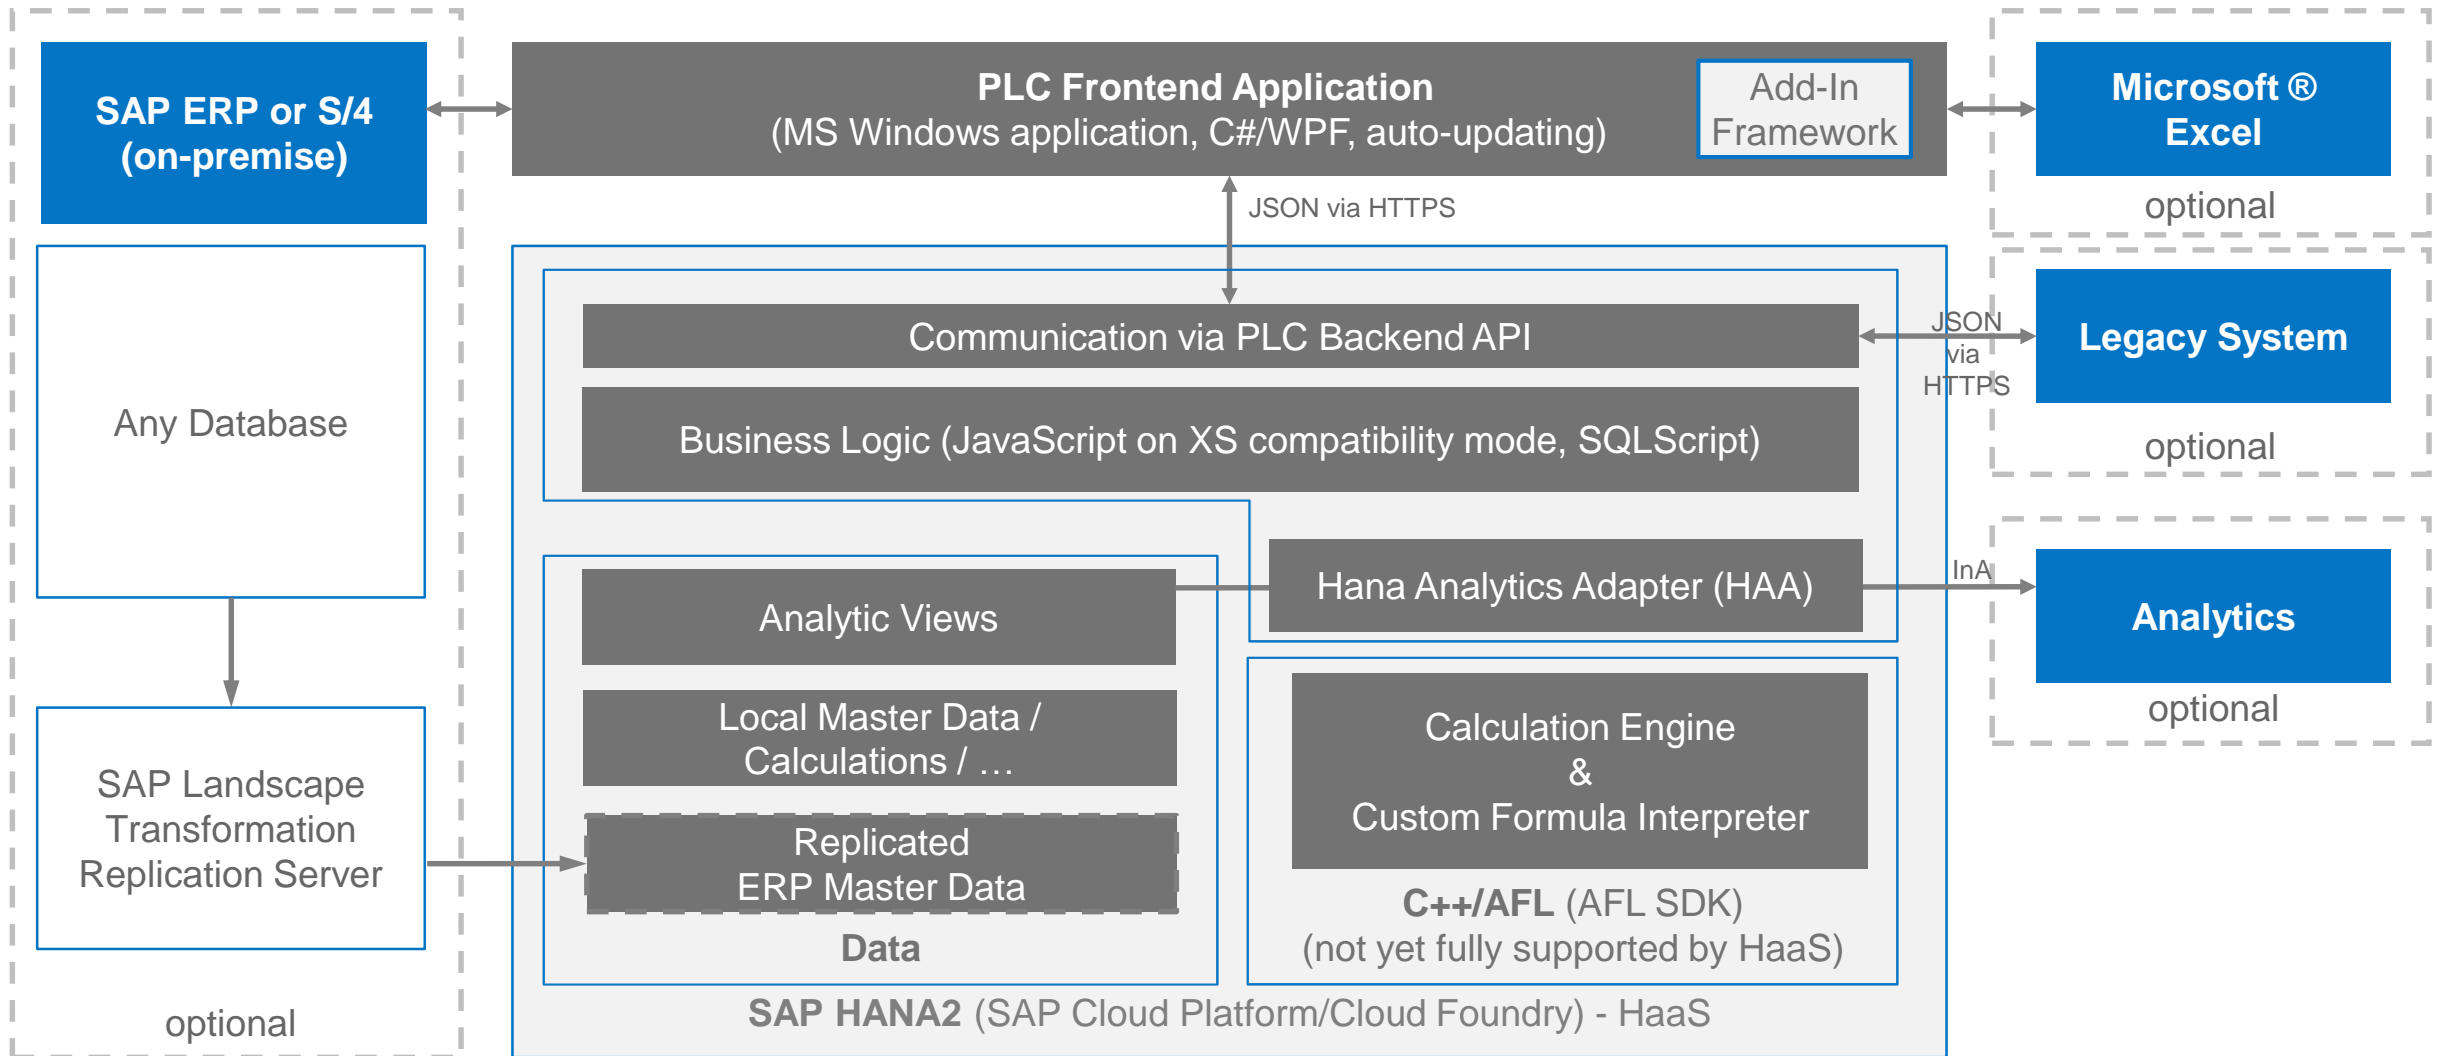 SAP ERP or S/4
(on-premise)
Any Database
SAP Landscape
Transformation
Replication Server
optional
PLC Frontend Application
(MS Windows application, C#/WPF, auto-updating)
Add-In
Framework
JSON via HTTPS
Communication via PLC Backend API
Business Logic (JavaScript on XS compatibility mode, SQLScript)
Hana Analytics Adapter (HAA)
Analytic Views
Local Master Data /
Calculations / …
Replicated
ERP Master Data
Data
Calculation Engine
&
Custom Formula Interpreter
C++/AFL (AFL SDK)
(not yet fully supported by HaaS)
SAP HANA2 (SAP Cloud Platform/Cloud Foundry) - HaaS
Microsoft ®
Excel
optional
JSON
via
HTTPS
Legacy System
optional
InA
Analytics
optional